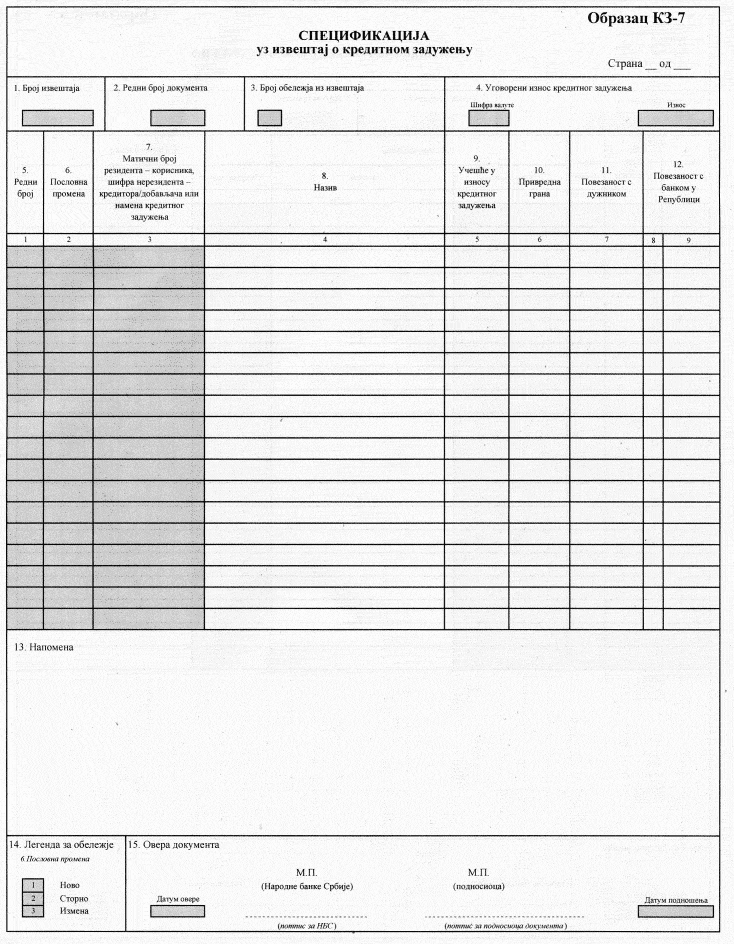 Образац КЗ-7
СПЕЦИФИКАЦИЈА
уз извештај о кредитном задужењу
Страна __ од ___
1. Број извештаја
2. Редни број документа
3. Број обележја из извештаја
4. Уговорени износ кредитног задужења
Шифра валуте
Износ
5.
Редни
број
6.
Пословна
промена
7.
Матични број
резидента – корисника,
шифра нерезидента –
кредитора/добављача или
намена кредитног
задужења
8.
Назив
9.
Учешће у
износу
кредитног
задужења
10.
Привредна
грана
11.
Повезаност с
дужником
12.
Повезаност с
банком у
Републици
1 2 3 4 5 6 7 8 9
13. Напомена
14. Легенда за обележје
6.Пословна промена
1 Ново
2 Сторно
3 Измена
15. Овера документа
М.П.
(Народне банке Србије)
М.П.
(подносиоца)
Датум овере
Датум подношења
(потпис за НБС)
(потпис за подносиоца документа)